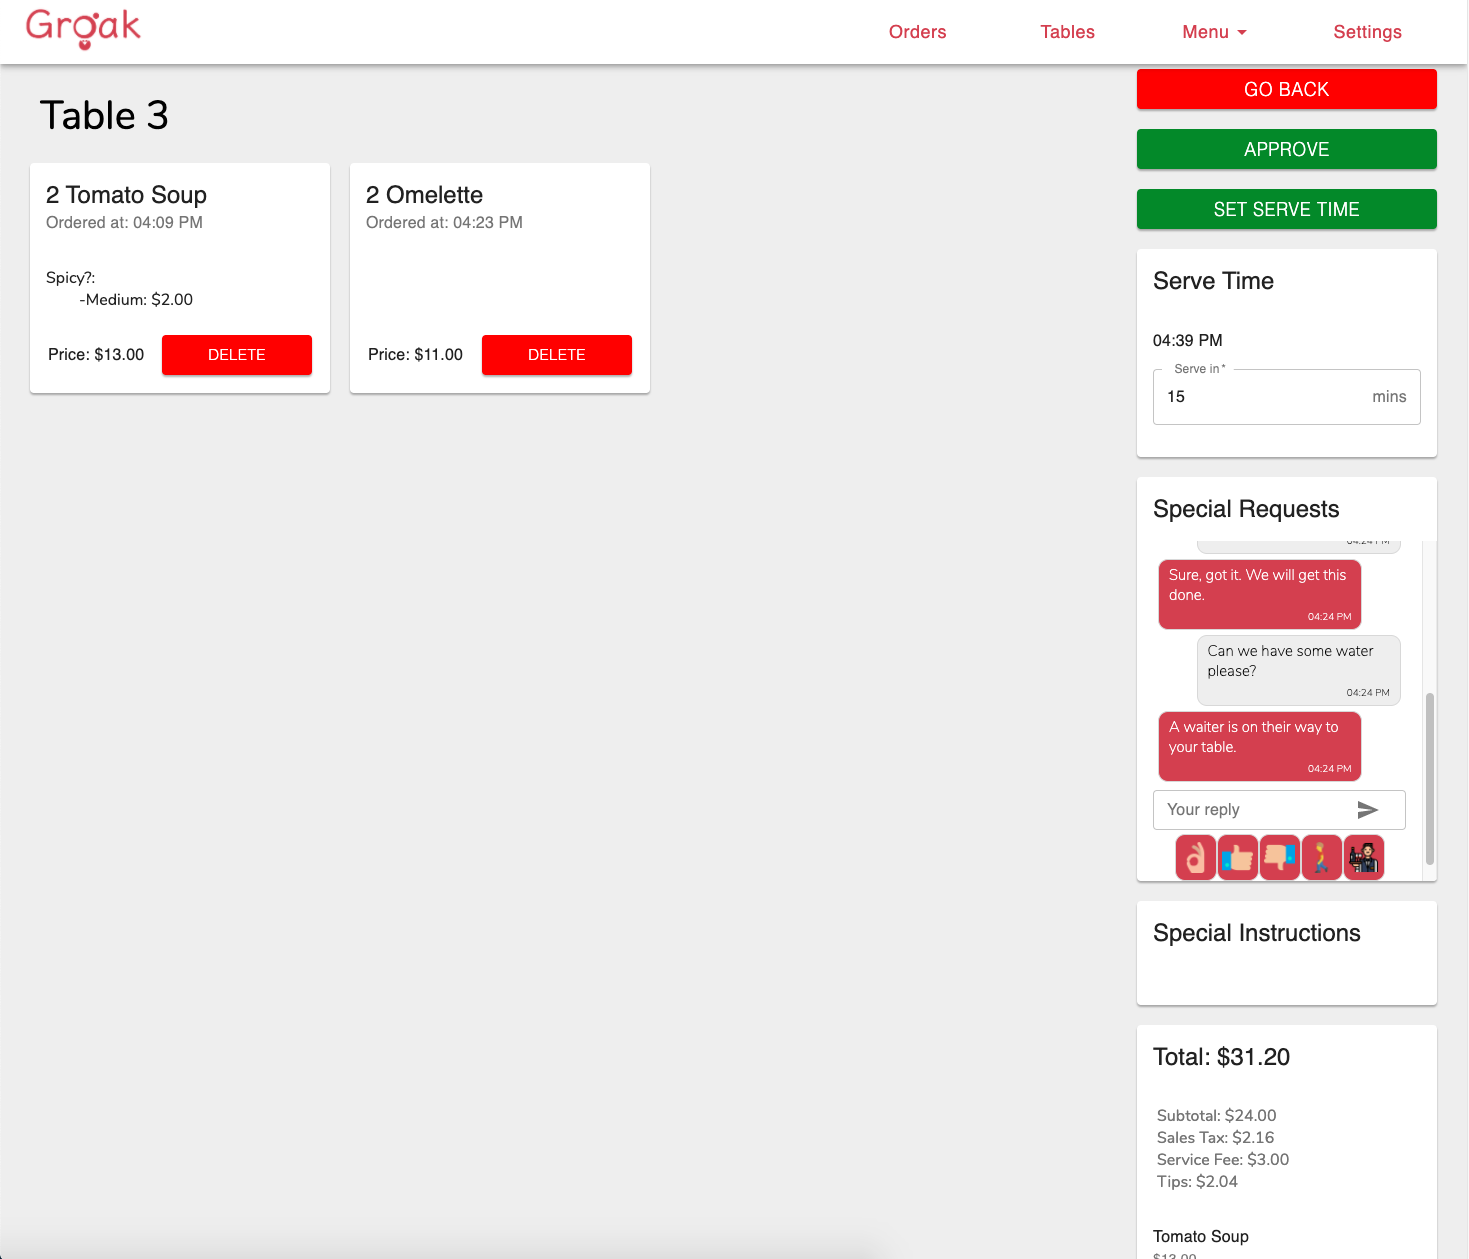 Groak
Orders
Tables
Menu
Settings
Table 3
2 Tomato Soup
Ordered at: 04:09 PM
Spicy?:
-Medium: $2.00
Price: $13.00
DELETE
2 Omelette
Ordered at: 04:23 PM
Price: $11.00
DELETE
GO BACK
APPROVE
SET SERVE TIME
Serve Time
04:39 PM
Serve in *
15
mins
Special Requests
04:24 PM
Sure, got it. We will get this
done.
04:24 PM
Can we have some water
please?
04:24 PM
A waiter is on their way to
your table.
04:24 PM
Your reply
Special Instructions
Total: $31.20
Subtotal: $24.00
Sales Tax: $2.16
Service Fee: $3.00
Tips: $2.04
Tomato Soup
$13.00